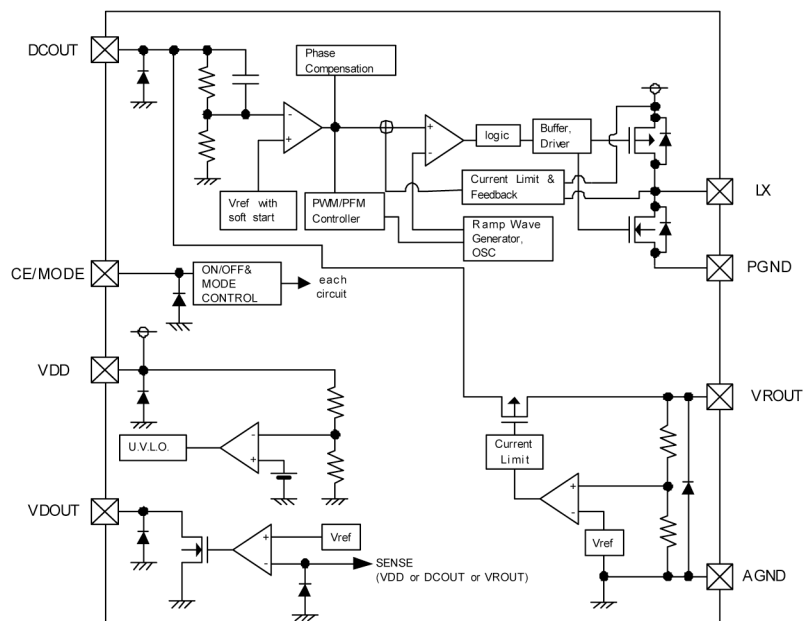 DCOUT
Phase
Compensation
-
+
+
-
logic
Buffer,
Driver
Current Limit &
Feedback
LX
Vref with
soft start
PWM/PFM
Controller
Ramp Wave
Generator,
OSC
PGND
CE/MODE
ON/OFF&
MODE
CONTROL
each
circuit
VDD
VROUT
U.V.L.O.
-
+
Current
Limit
+
-
VDOUT
Vref
+
-
Vref
SENSE
(VDD or DCOUT or VROUT)
AGND